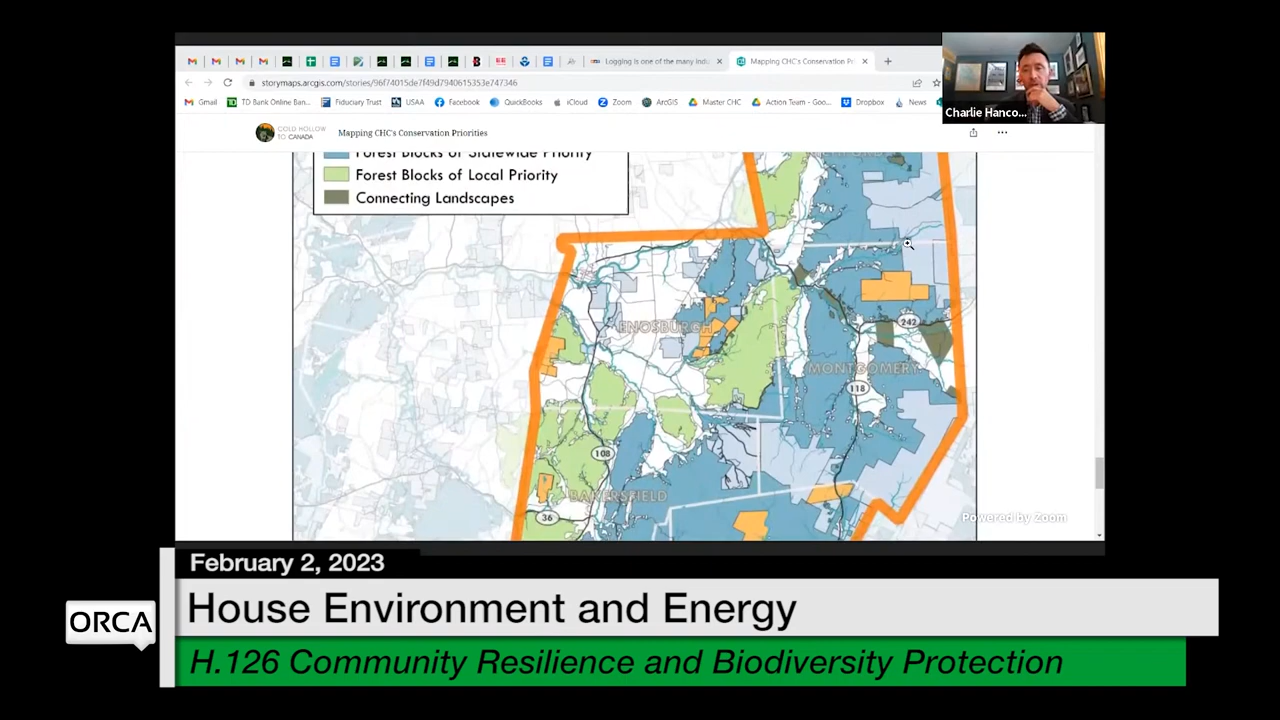 Logging is one of the many indu
Mapping CHC's Conservation Pr
storymaps.arcgis.com/stories/96f74015de7f49d7940615353e747346
Gmail
TD Bank Online Ban...
Fiduciary Trust
USAA
Facebook
QuickBooks
iCloud
Zoom
ArcGIS
Master CHC
Action Team - Goo...
Dropbox
News
Charlie Hanco...
COLD HOLLOW
TO CANADA
Mapping CHC's Conservation Priorities
Forest Blocks of Statewide Priority
Forest Blocks of Local Priority
Connecting Landscapes
ENOSBURGH
242
MONTGOMERY
118
108
BAKERSFIELD
36
Powered by Zoom
February 2, 2023
ORCA
House Environment and Energy
H.126 Community Resilience and Biodiversity Protection